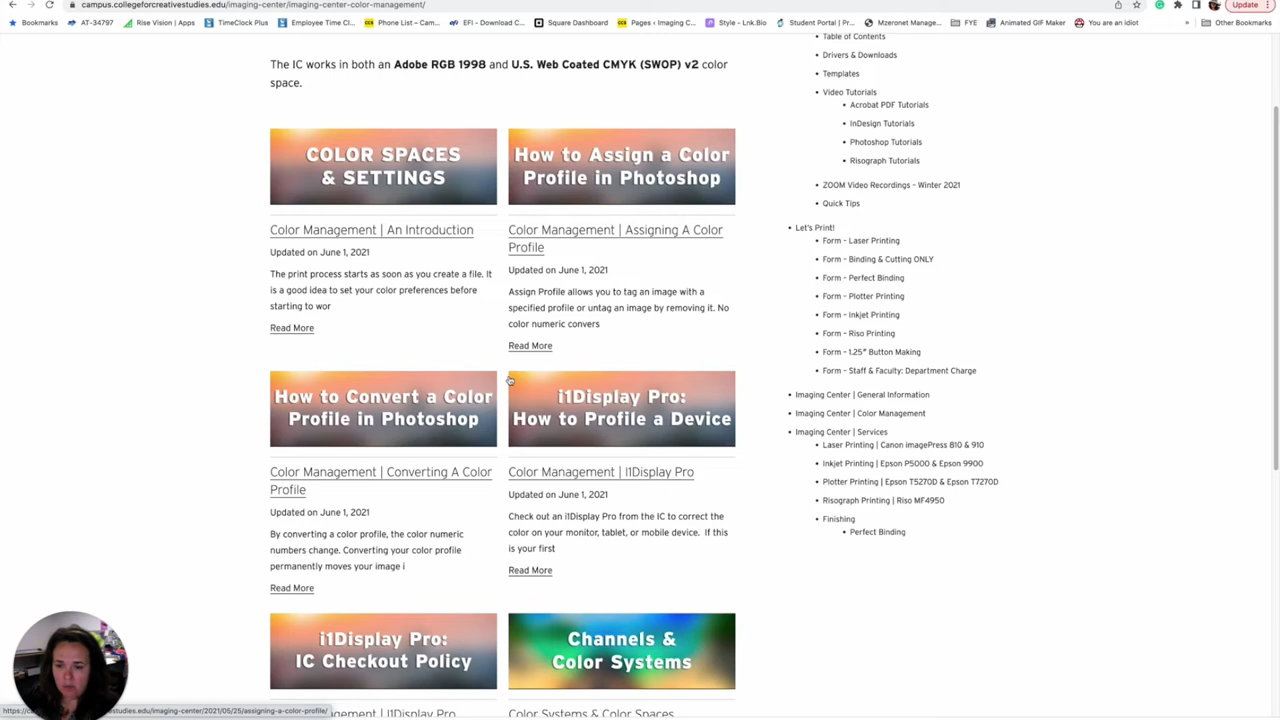 campus.collegeforcreativestudies.edu/imaging-center/imaging-center-color-management/
Update
Bookmarks
AT-34797
Rise Vision | Apps
TimeClock Plus
Employee Time Cl...
Phone List – Cam...
EFI - Download C...
Square Dashboard
Pages ‹ Imaging C...
Style - Lnk.Bio
Student Portal | Pr...
Mzeronet Manage...
FYE
Animated GIF Maker
You are an idiot
»
Other Bookmarks
The IC works in both an Adobe RGB 1998 and U.S. Web Coated CMYK (SWOP) v2 color
space.
COLOR SPACES
& SETTINGS
Color Management | An Introduction
Updated on June 1, 2021
The print process starts as soon as you create a file. It
is a good idea to set your color preferences before
starting to wor
Read More
How to Assign a Color
Profile in Photoshop
Color Management | Assigning A Color
Profile
Updated on June 1, 2021
Assign Profile allows you to tag an image with a
specified profile or untag an image by removing it. No
color numeric convers
Read More
How to Convert a Color
Profile in Photoshop
Color Management | Converting A Color
Profile
Updated on June 1, 2021
By converting a color profile, the color numeric
numbers change. Converting your color profile
permanently moves your image i
Read More
i1Display Pro:
How to Profile a Device
Color Management | I1Display Pro
Updated on June 1, 2021
Check out an i1Display Pro from the IC to correct the
color on your monitor, tablet, or mobile device. If this
is your first
Read More
i1Display Pro:
IC Checkout Policy
Management | I1Display Pro
Channels &
Color Systems
Color Systems & Color Spaces
Table of Contents
Drivers & Downloads
Templates
Video Tutorials
Acrobat PDF Tutorials
InDesign Tutorials
Photoshop Tutorials
Risograph Tutorials
ZOOM Video Recordings – Winter 2021
Quick Tips
Let's Print!
Form – Laser Printing
Form – Binding & Cutting ONLY
Form – Perfect Binding
Form – Plotter Printing
Form – Inkjet Printing
Form – Riso Printing
Form – 1.25″ Button Making
Form – Staff & Faculty: Department Charge
Imaging Center | General Information
Imaging Center | Color Management
Imaging Center | Services
Laser Printing | Canon imagePress 810 & 910
Inkjet Printing | Epson P5000 & Epson 9900
Plotter Printing | Epson T5270D & Epson T7270D
Risograph Printing | Riso MF4950
Finishing
Perfect Binding
studies.edu/imaging-center/2021/05/25/assigning-a-color-profile/